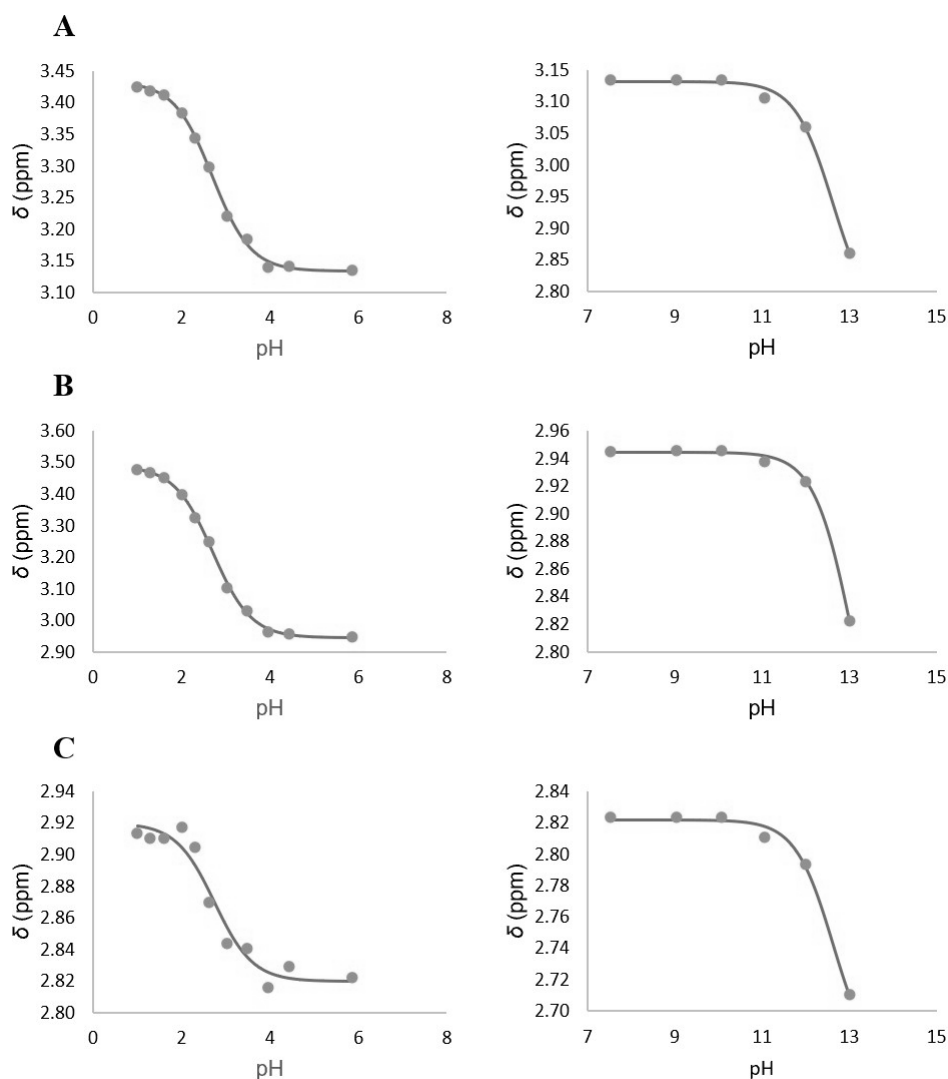 A
3.45
3.40
3.35
3.30
3.25
3.20
3.15
3.10
δ (ppm)
0 2 4 6 8
pH
3.15
3.10
3.05
3.00
2.95
2.90
2.85
2.80
δ (ppm)
7 9 11 13 15
pH
B
3.60
3.50
3.40
3.30
3.20
3.10
3.00
2.90
δ (ppm)
0 2 4 6 8
pH
2.96
2.94
2.92
2.90
2.88
2.86
2.84
2.82
2.80
δ (ppm)
7 9 11 13 15
pH
C
2.94
2.92
2.90
2.88
2.86
2.84
2.82
2.80
δ (ppm)
0 2 4 6 8
pH
2.84
2.82
2.80
2.78
2.76
2.74
2.72
2.70
δ (ppm)
7 9 11 13 15
pH